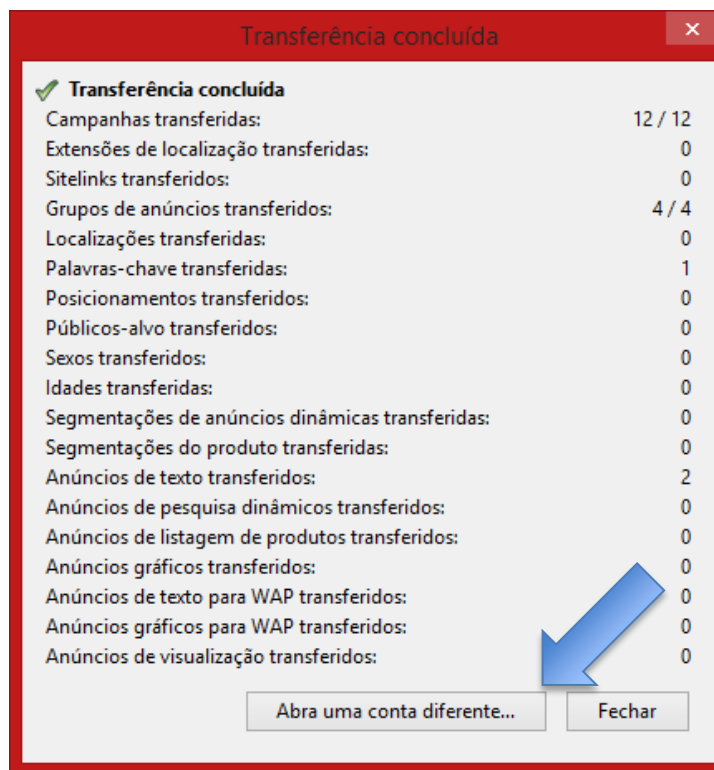 Transferência concluída
x
Transferência concluída
Campanhas transferidas: 12 / 12
Extensões de localização transferidas: 0
Sitelinks transferidos: 0
Grupos de anúncios transferidos: 4 / 4
Localizações transferidas: 0
Palavras-chave transferidas: 1
Posicionamentos transferidos: 0
Públicos-alvo transferidos: 0
Sexos transferidos: 0
Idades transferidas: 0
Segmentações de anúncios dinâmicas transferidas: 0
Segmentações do produto transferidas: 0
Anúncios de texto transferidos: 2
Anúncios de pesquisa dinâmicos transferidos: 0
Anúncios de listagem de produtos transferidos: 0
Anúncios gráficos transferidos: 0
Anúncios de texto para WAP transferidos: 0
Anúncios gráficos para WAP transferidos: 0
Anúncios de visualização transferidos: 0
Abra uma conta diferente... Fechar